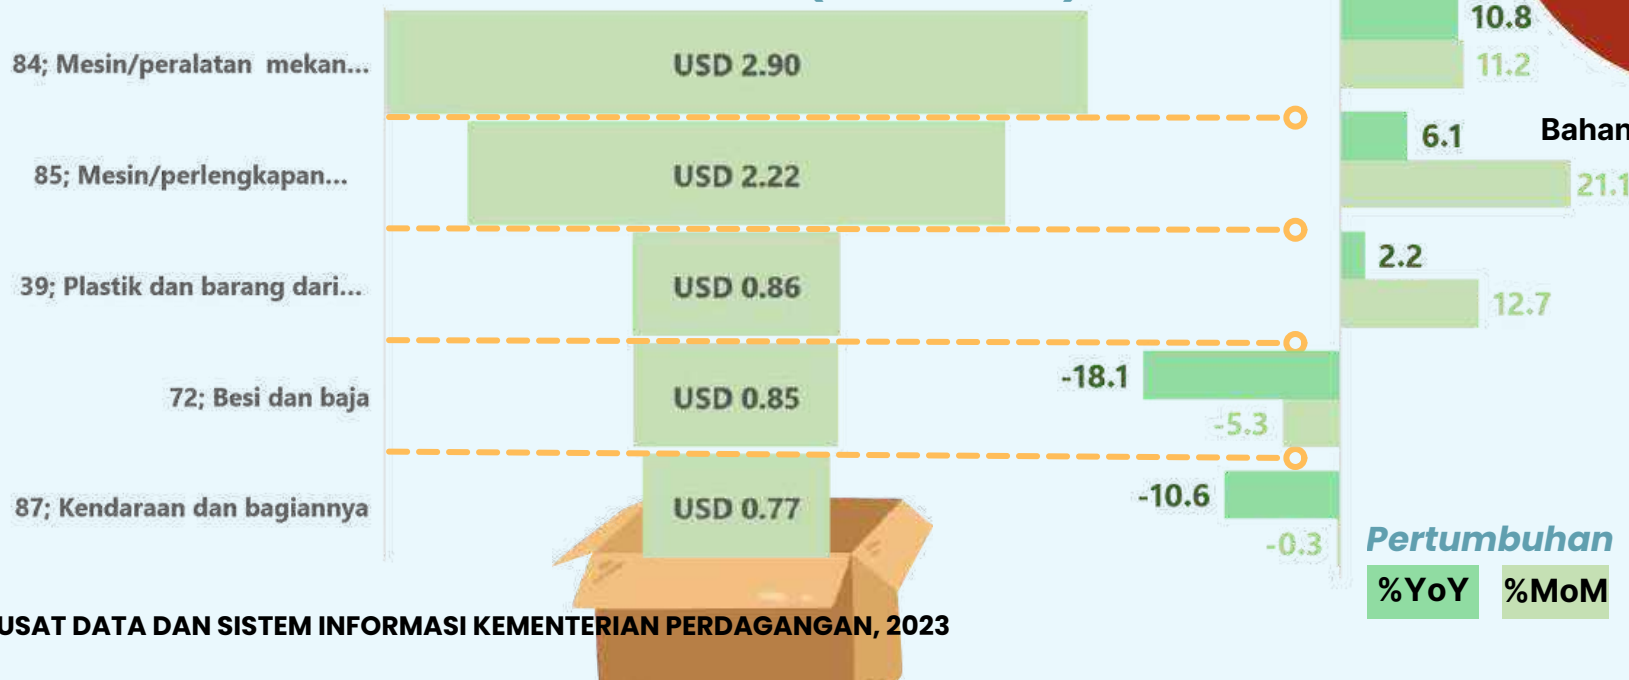 84; Mesin/peralatan mekan... USD 2.90 10.8
11.2
85; Mesin/perlengkapan... USD 2.22 6.1 Bahan
21.1
39; Plastik dan barang dari... USD 0.86 2.2
12.7
72; Besi dan baja USD 0.85 -18.1
-5.3
87; Kendaraan dan bagiannya USD 0.77 -10.6
-0.3
Pertumbuhan
%YoY %MoM
USAT DATA DAN SISTEM INFORMASI KEMENTERIAN PERDAGANGAN, 2023